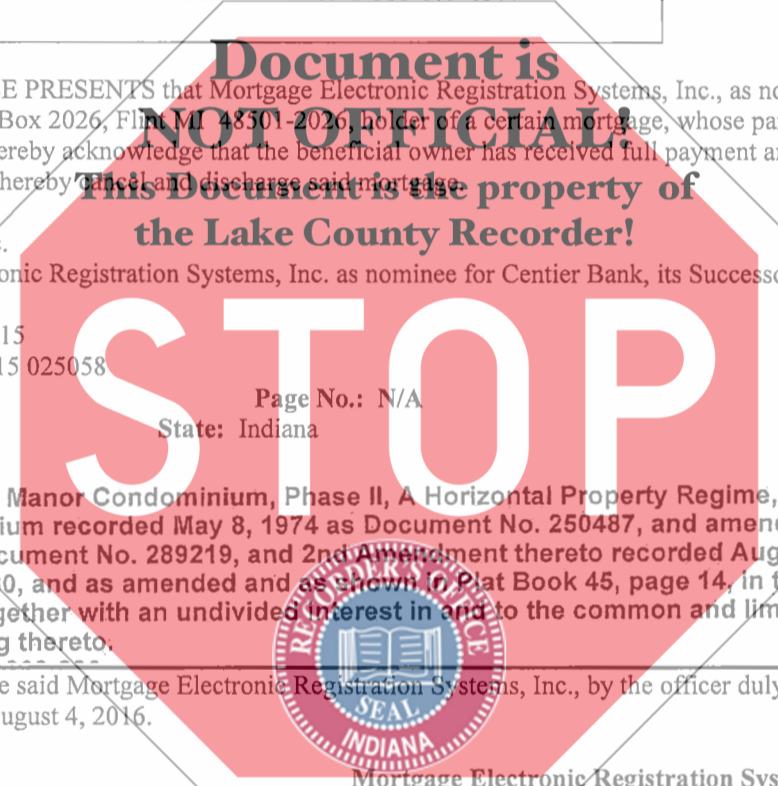 Document is
E PRESENTS that Mortgage Electronic Registration Systems, Inc., as no
NOT OFFICIAL!
Box 2026, Flint MI 48501-2026, holder of a certain mortgage, whose pa
ereby acknowledge that the beneficial owner has received full payment a
This Document is the property of
hereby cancel and discharge said mortgage.
the Lake County Recorder!
onic Registration Systems, Inc. as nominee for Centier Bank, its Successo
STOP
15
15 025058
Page No.: N/A
State: Indiana
Manor Condominium, Phase II, A Horizontal Property Regime,
ium recorded May 8, 1974 as Document No. 250487, and amen
cument No. 289219, and 2nd Amendment thereto recorded Aug
0, and as amended and as shown in Plat Book 45, page 14, in t
gether with an undivided interest in and to the common and lim
g thereto.
RECORDER'S OFFICE
SEAL
INDIANA
e said Mortgage Electronic Registration Systems, Inc., by the officer duly
ugust 4, 2016.
Mortgage Electronic Registration Sys